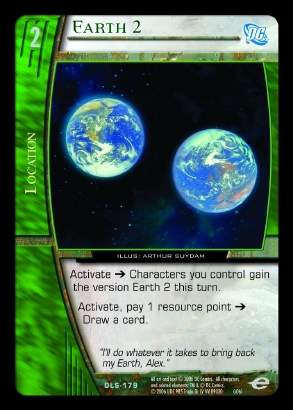 2
EARTH 2
DC
LOCATION
ILLUS: ARTHUR SUYDAM
Activate ➔ Characters you control gain
the version Earth 2 this turn.
Activate, pay 1 resource point ➔
Draw a card.
"I'll do whatever it takes to bring back
my Earth, Alex."
DLS-179